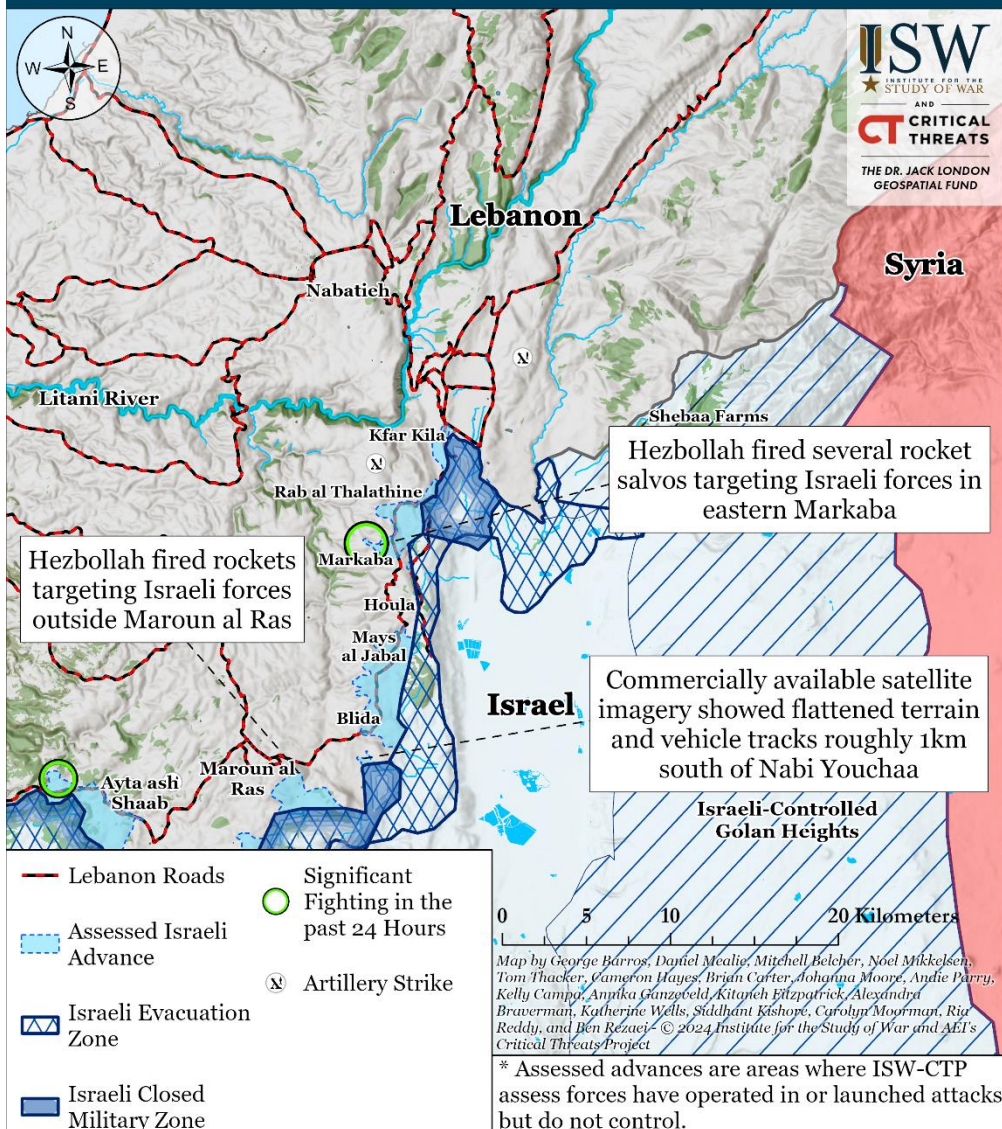 N
W E
S
ISW
INSTITUTE FOR THE
STUDY OF WAR
AND
CT CRITICAL
THREATS
THE DR. JACK LONDON
GEOSPATIAL FUND
Lebanon
Syria
Nabatieh
Litani River
Shebaa Farms
Kfar Kila
Hezbollah fired several rocket
salvos targeting Israeli forces in
eastern Markaba
Rab al Thalathine
Markaba
Hezbollah fired rockets
targeting Israeli forces
outside Maroun al Ras
Houla
Mays
al Jabal
Blida
Israel
Commercially available satellite
imagery showed flattened terrain
and vehicle tracks roughly 1km
south of Nabi Youchaa
Ayta ash
Shaab
Maroun al
Ras
Israeli-Controlled
Golan Heights
Lebanon Roads
Assessed Israeli
Advance
Israeli Evacuation
Zone
Israeli Closed
Military Zone
Significant
Fighting in the
past 24 Hours
Artillery Strike
0 5 10 20 Kilometers
Map by George Barros, Daniel Mealie, Mitchell Belcher, Noel Mikkelsen,
Tom Thacker, Cameron Hayes, Brian Carter, Johanna Moore, Andie Parry,
Kelly Campa, Annika Ganzeveld, Kitaneh Fitzpatrick, Alexandra
Braverman, Katherine Wells, Siddhant Kishore, Carolyn Moorman, Ria
Reddy, and Ben Rezaei - © 2024 Institute for the Study of War and AEI's
Critical Threats Project
* Assessed advances are areas where ISW-CTP
assess forces have operated in or launched attacks
but do not control.